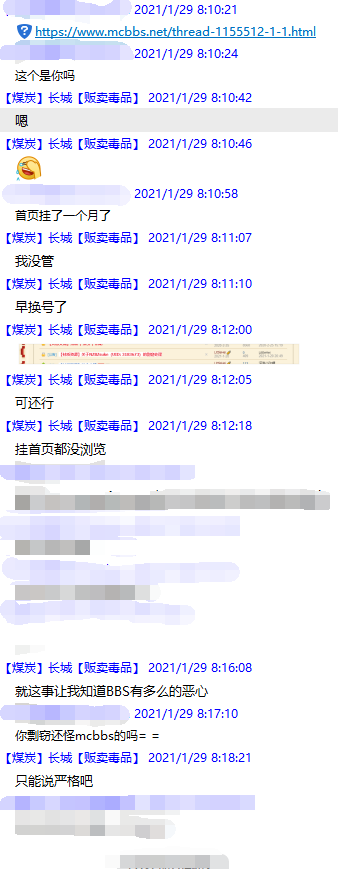 2021/1/29 8:10:21
https://www.mcbbs.net/thread-1155512-1-1.html
2021/1/29 8:10:24
这个是你吗
【煤炭】长城【贩卖毒品】 2021/1/29 8:10:42
嗯
【煤炭】长城【贩卖毒品】 2021/1/29 8:10:46
2021/1/29 8:10:58
首页挂了一个月了
【煤炭】长城【贩卖毒品】 2021/1/29 8:11:07
我没管
【煤炭】长城【贩卖毒品】 2021/1/29 8:11:10
早换号了
【煤炭】长城【贩卖毒品】 2021/1/29 8:12:00
【煤炭】长城【贩卖毒品】 2021/1/29 8:12:05
可还行
【煤炭】长城【贩卖毒品】 2021/1/29 8:12:18
挂首页都没浏览
【煤炭】长城【贩卖毒品】 2021/1/29 8:16:08
就这事让我知道BBS有多么的恶心
2021/1/29 8:17:10
你剽窃还怪mcbbs的吗= =
【煤炭】长城【贩卖毒品】 2021/1/29 8:18:21
只能说严格吧